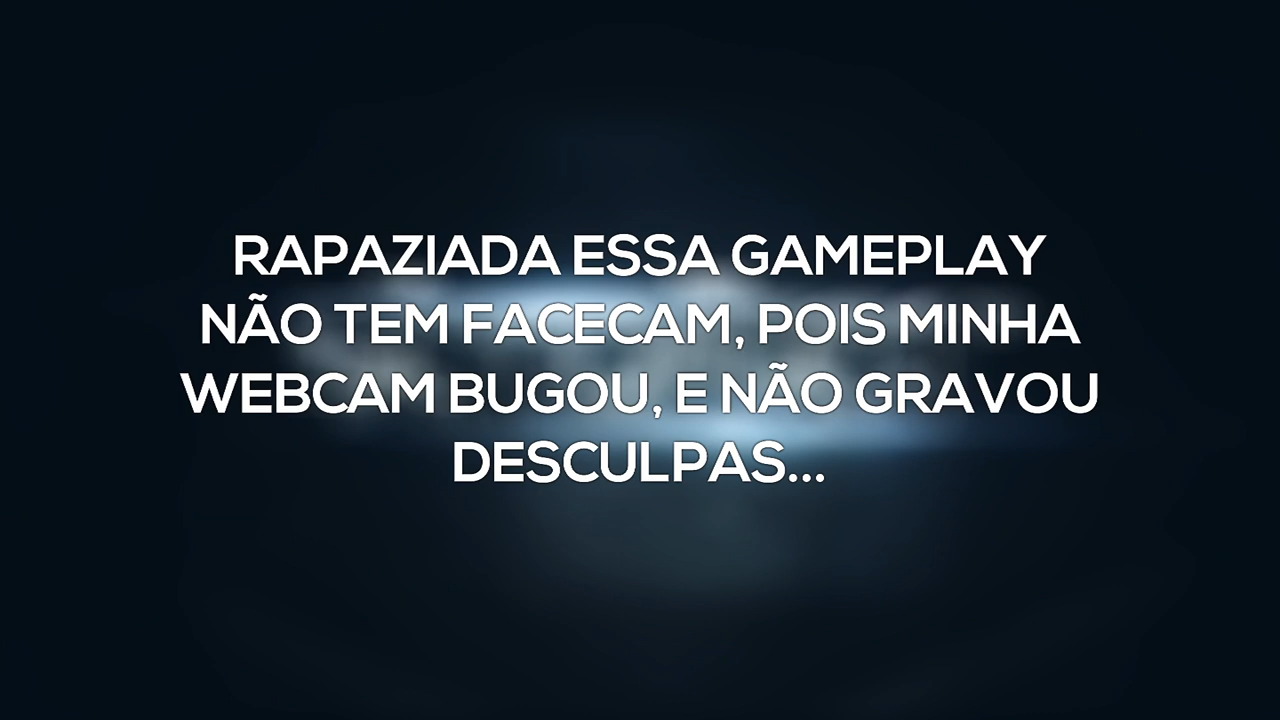 RAPAZIADA ESSA GAMEPLAY
NÃO TEM FACECAM, POIS MINHA
WEBCAM BUGOU, E NÃO GRAVOU
DESCULPAS...